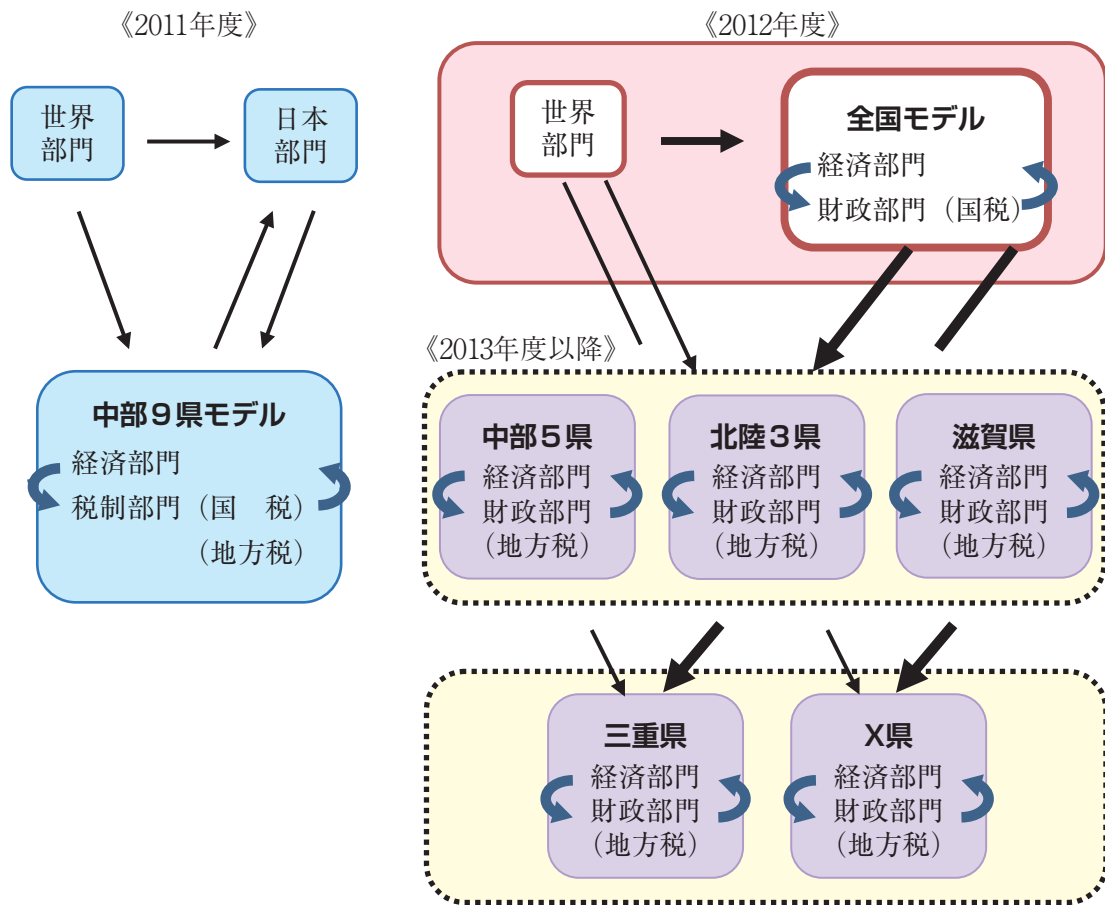 《2011年度》
世界
部門
日本
部門
中部9県モデル
経済部門
税制部門（国　税）
（地方税）
《2012年度》
世界
部門
全国モデル
経済部門
財政部門（国税）
《2013年度以降》
中部5県
経済部門
財政部門
（地方税）
北陸3県
経済部門
財政部門
（地方税）
滋賀県
経済部門
財政部門
（地方税）
三重県
経済部門
財政部門
（地方税）
X県
経済部門
財政部門
（地方税）